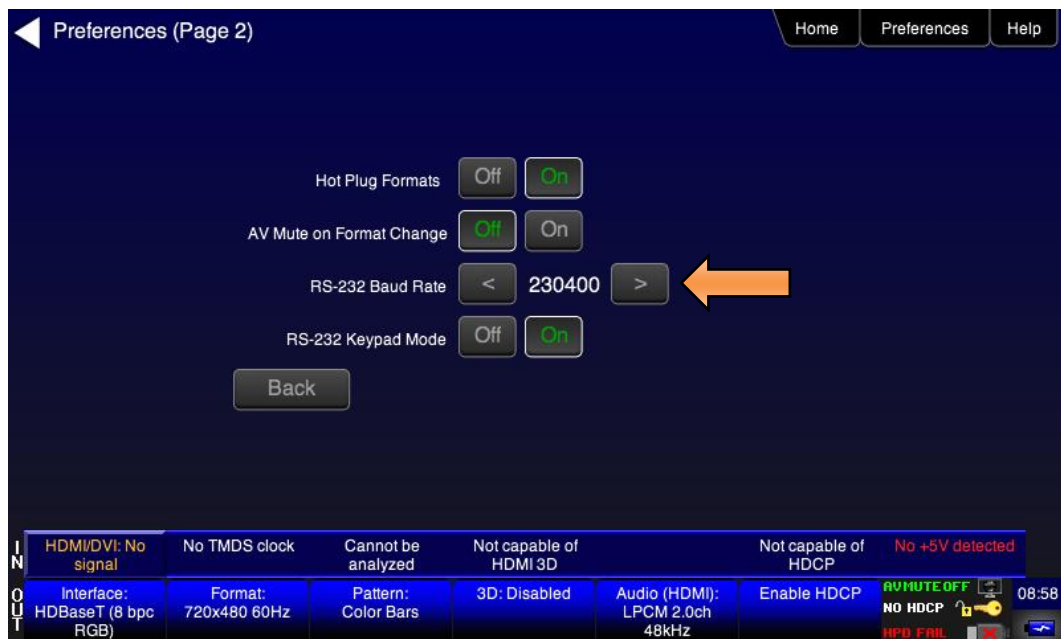 Preferences (Page 2)
Home
Preferences
Help
Hot Plug Formats
Off
On
AV Mute on Format Change
Off
On
RS-232 Baud Rate
<
230400
>
RS-232 Keypad Mode
Off
On
Back
IN
HDMI/DVI: No
signal
No TMDS clock
Cannot be
analyzed
Not capable of
HDMI 3D
Not capable of
HDCP
No +5V detected
OUT
Interface:
HDBaseT (8 bpc
RGB)
Format:
720x480 60Hz
Pattern:
Color Bars
3D: Disabled
Audio (HDMI):
LPCM 2.0ch
48kHz
Enable HDCP
AVMUTEOFF
NO HDCP
HPD FAIL
08:58